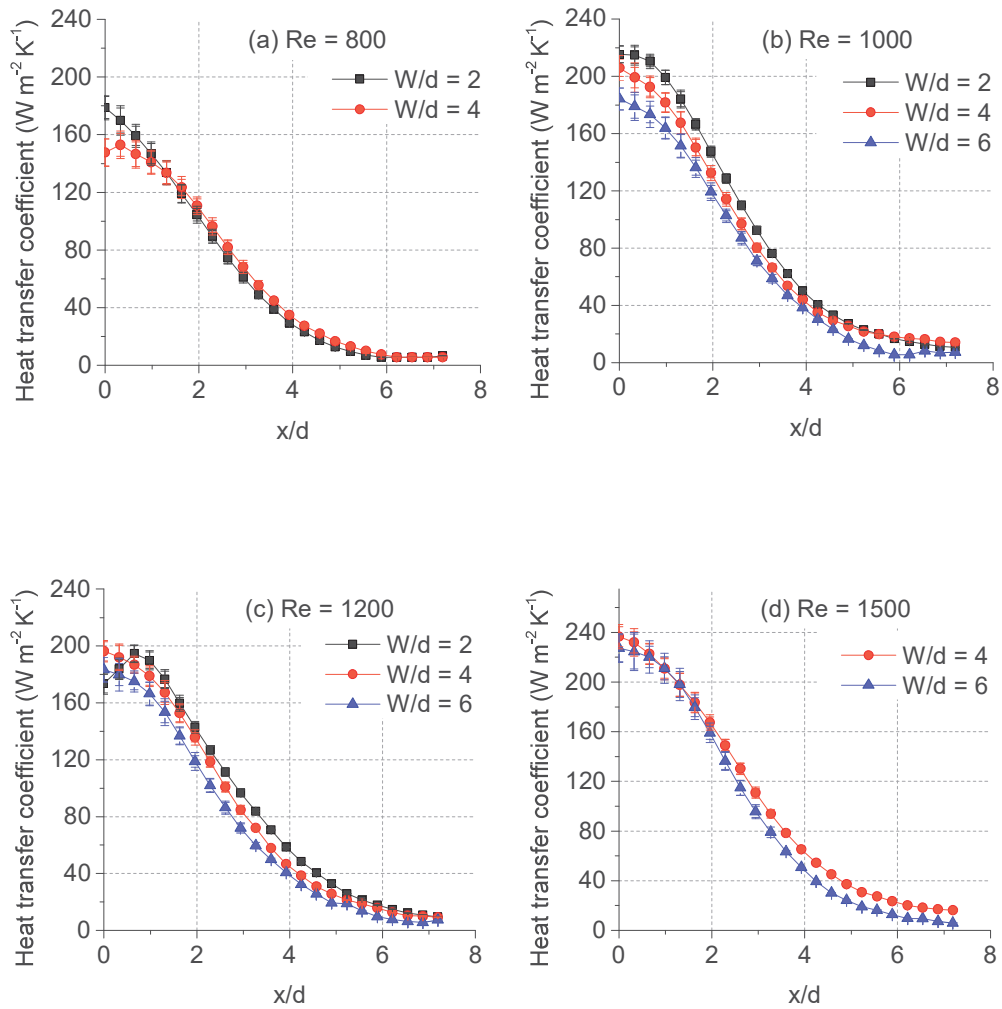 (a) Re = 800
W/d = 2
W/d = 4
Heat transfer coefficient (W m⁻² K⁻¹)
240
200
160
120
80
40
0
0 2 4 6 8
x/d
(b) Re = 1000
W/d = 2
W/d = 4
W/d = 6
Heat transfer coefficient (W m⁻² K⁻¹)
240
200
160
120
80
40
0
0 2 4 6 8
x/d
(c) Re = 1200
W/d = 2
W/d = 4
W/d = 6
Heat transfer coefficient (W m⁻² K⁻¹)
240
200
160
120
80
40
0
0 2 4 6 8
x/d
(d) Re = 1500
W/d = 4
W/d = 6
Heat transfer coefficient (W m⁻² K⁻¹)
240
200
160
120
80
40
0
0 2 4 6 8
x/d